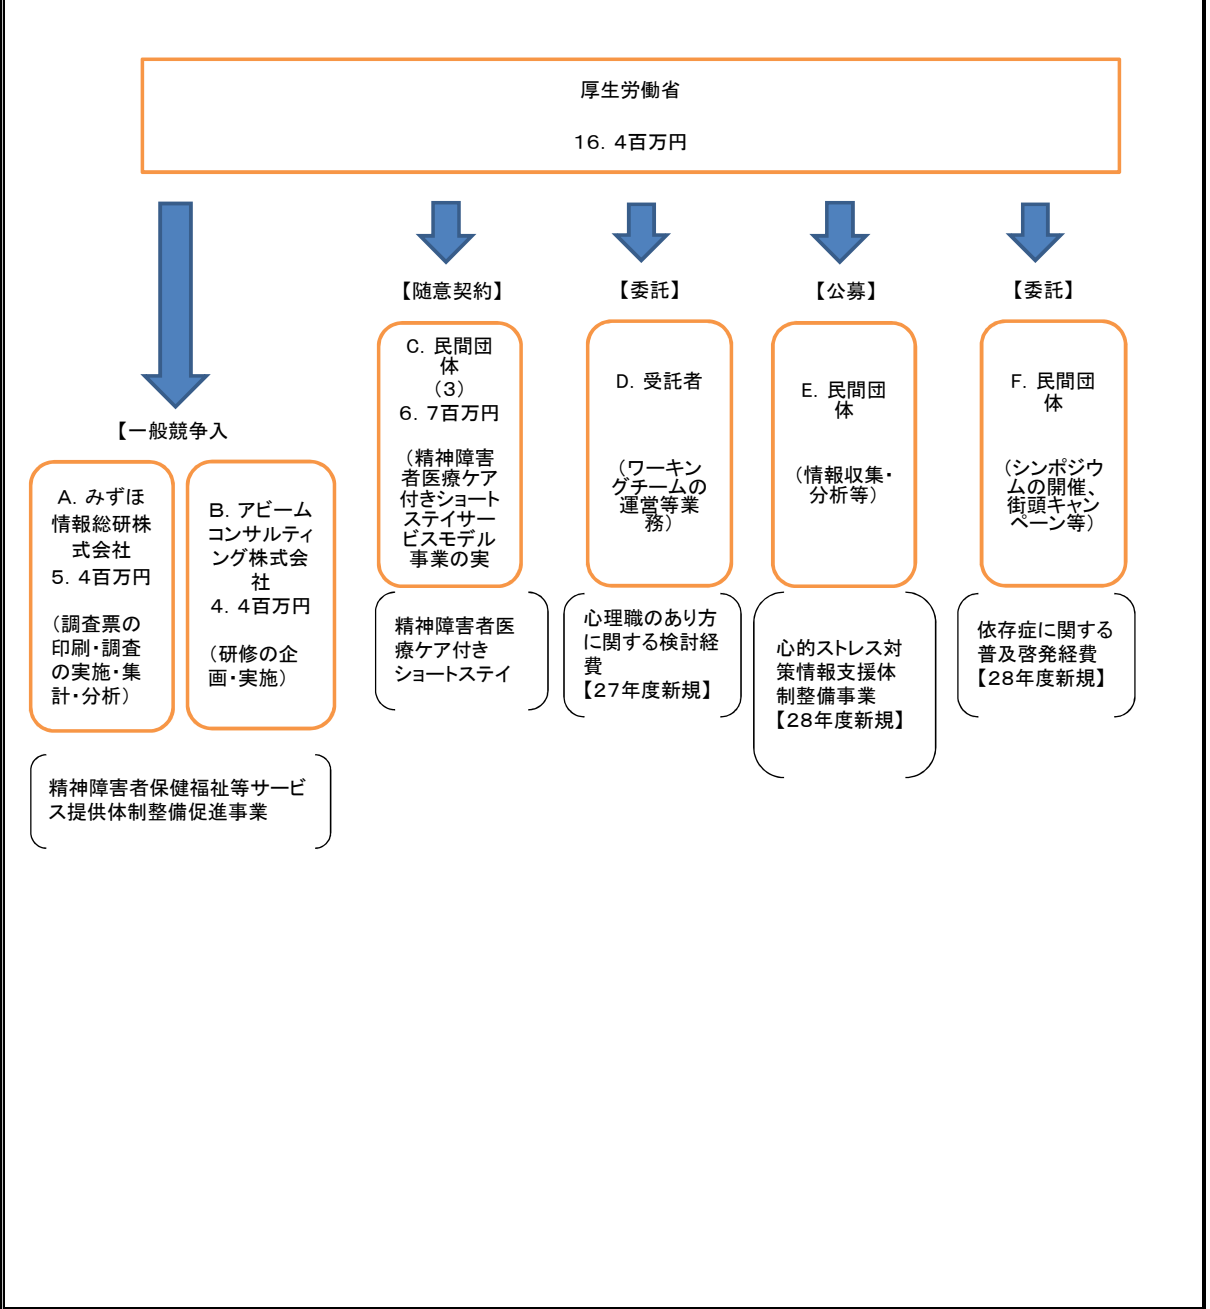 厚生労働省
１６．４百万円
【随意契約】
【委託】
【公募】
【委託】
【一般競争入
A．みずほ
情報総研株
式会社
５．４百万円
（調査票の
印刷・調査
の実施・集
計・分析）
B．アビーム
コンサルティ
ング株式会
社
４．４百万円
（研修の企
画・実施）
精神障害者保健福祉等サービ
ス提供体制整備促進事業
C．民間団
体
（３）
６．７百万円
（精神障害
者医療ケア
付きショート
ステイサー
ビスモデル
事業の実
精神障害者医
療ケア付き
ショートステイ
D．受託者
（ワーキン
グチームの
運営等業
務）
心理職のあり方
に関する検討経
費
【２７年度新規】
E．民間団
体
（情報収集・
分析等）
心的ストレス対
策情報支援体
制整備事業
【２８年度新規】
F．民間団
体
（シンポジウ
ムの開催、
街頭キャン
ペーン等）
依存症に関する
普及啓発経費
【２８年度新規】